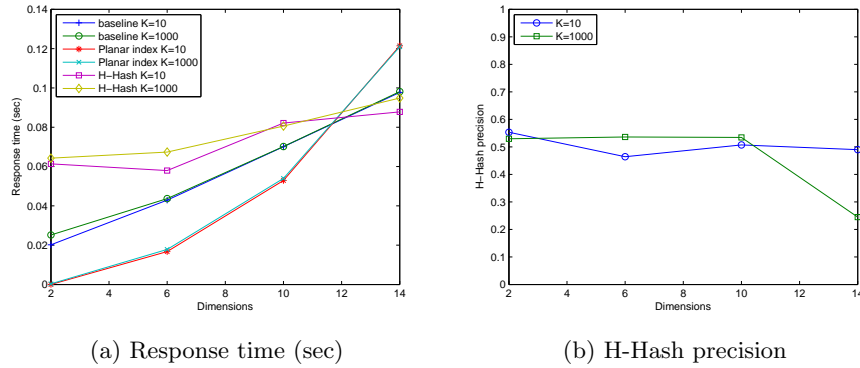 0.14
0.12
0.1
0.08
0.06
0.04
0.02
0
2 4 6 8 10 12 14
Response time (sec)
Dimensions
baseline K=10
baseline K=1000
Planar index K=10
Planar index K=1000
H-Hash K=10
H-Hash K=1000
(a) Response time (sec)
1
0.9
0.8
0.7
0.6
0.5
0.4
0.3
0.2
0.1
0
2 4 6 8 10 12 14
H-Hash precision
Dimensions
K=10
K=1000
(b) H-Hash precision